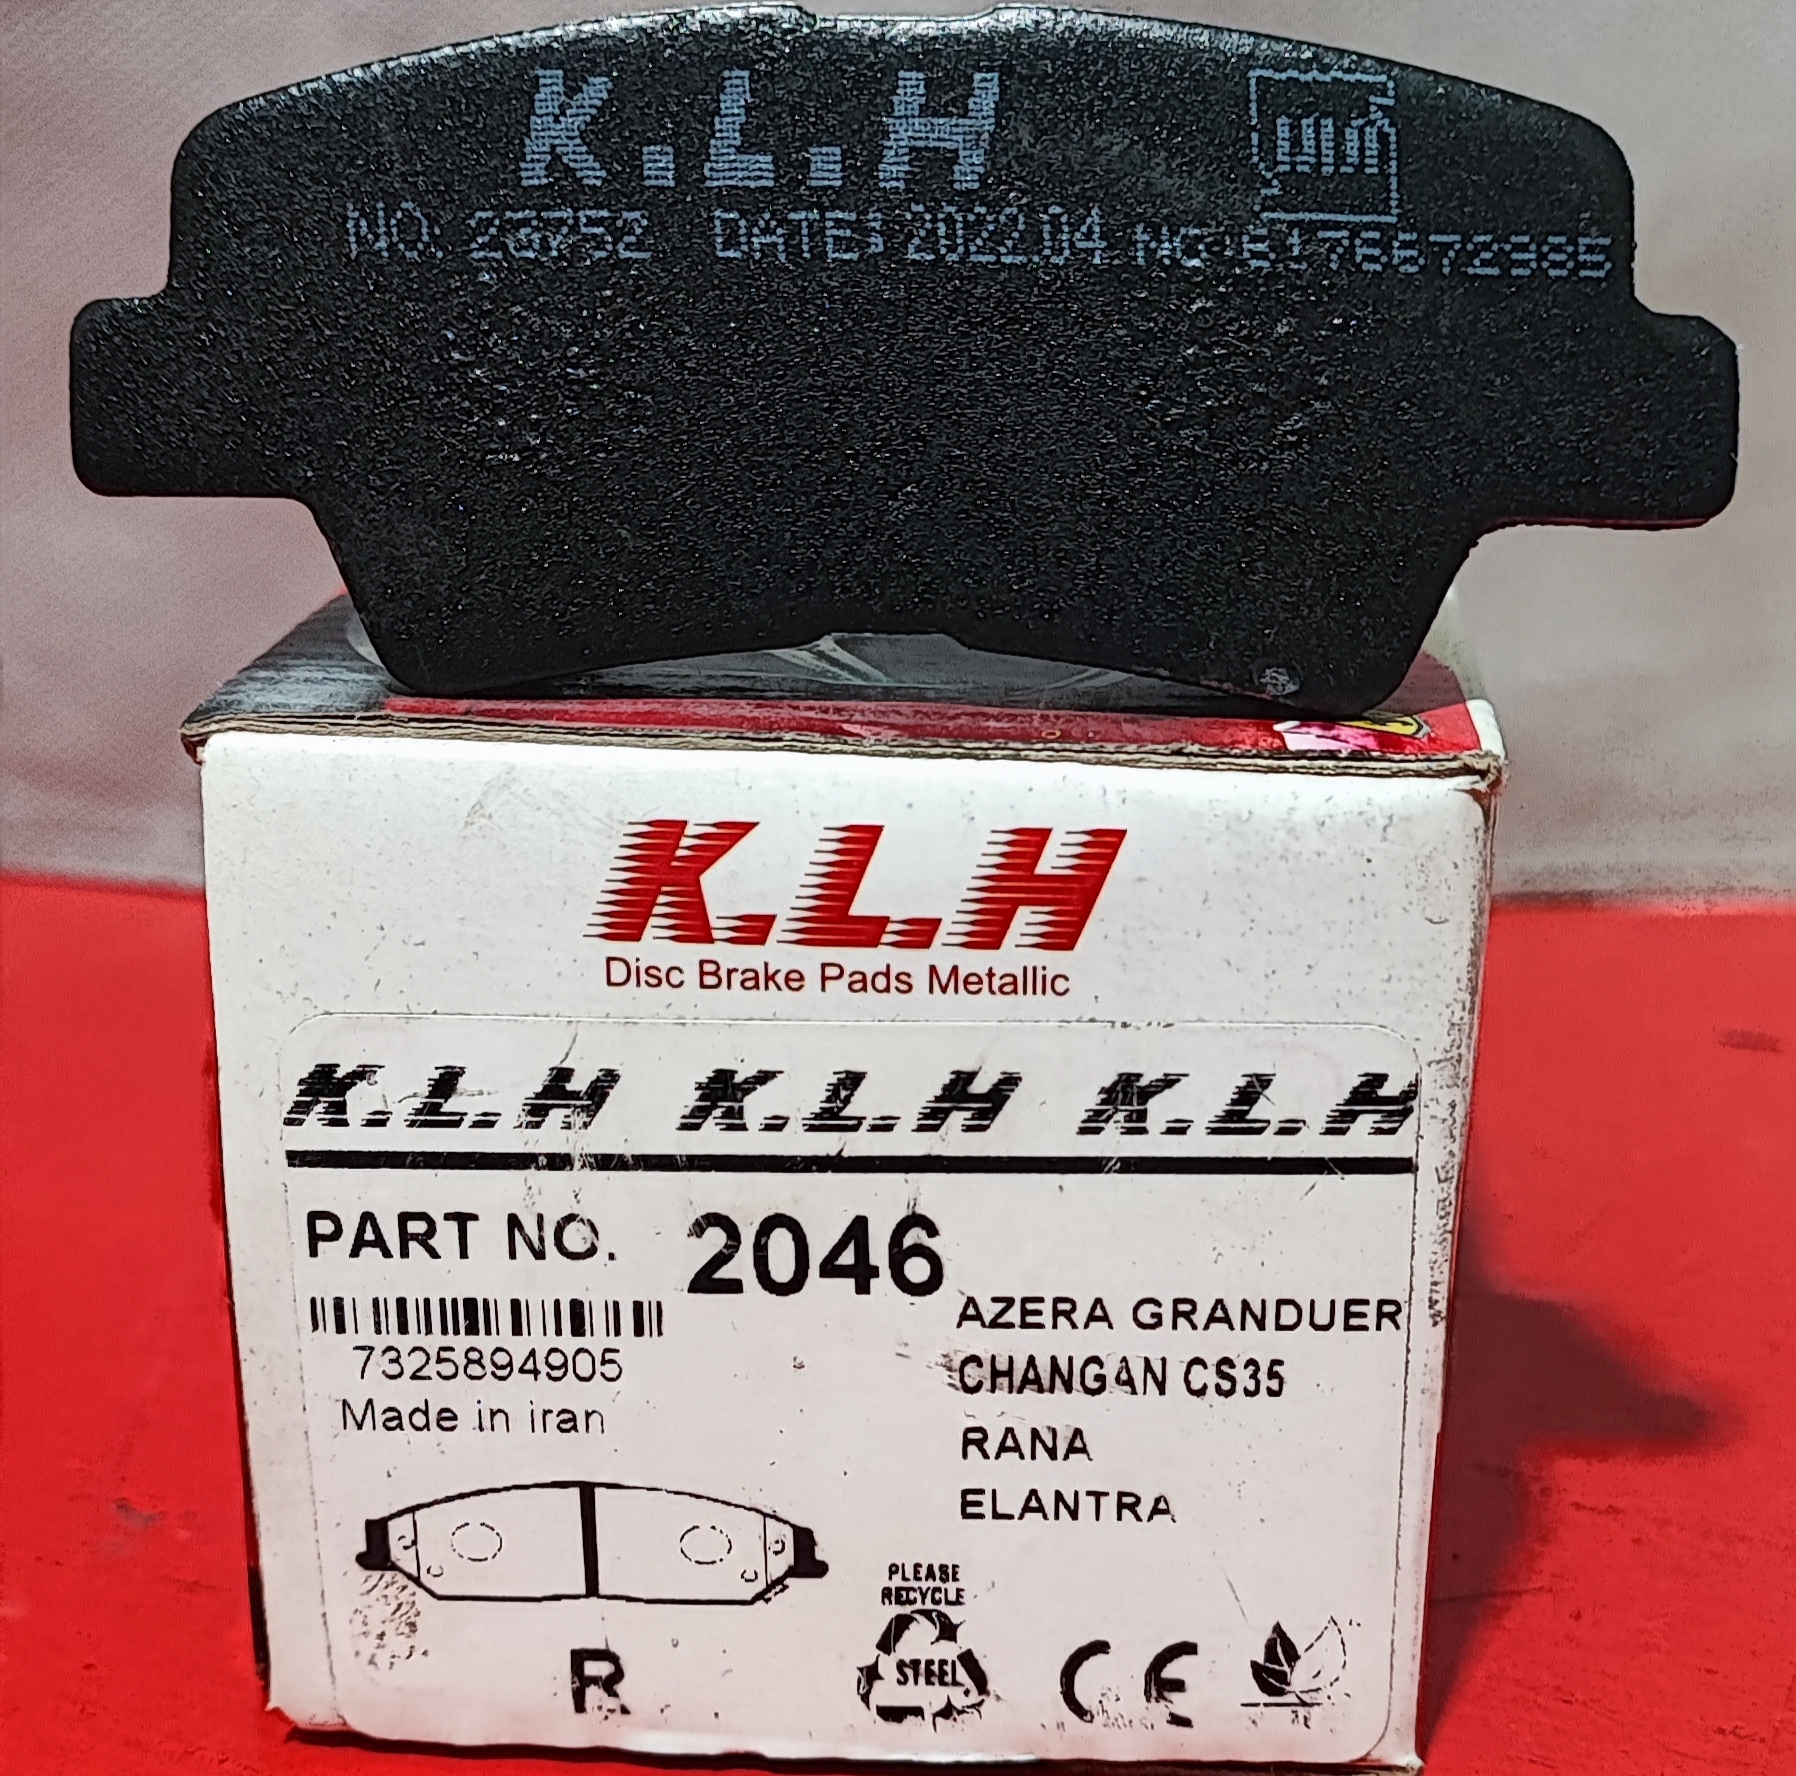 K.L.H
NO. 23752 DATE: 2022.04
K.L.H
Disc Brake Pads Metallic
K.L.H K.L.H K.L.H
PART NO. 2046
7325894905
Made in iran
AZERA GRANDUER
CHANGAN CS35
RANA
ELANTRA
R
PLEASE
RECYCLE
STEEL
CE